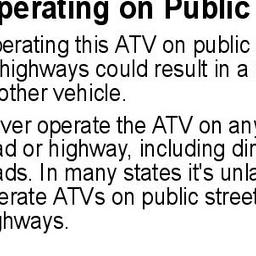 perating on Public
perating this ATV on public
highways could result in a
other vehicle.
ver operate the ATV on any
ad or highway, including dir
ads. In many states it's unla
erate ATVs on public street
ghways.